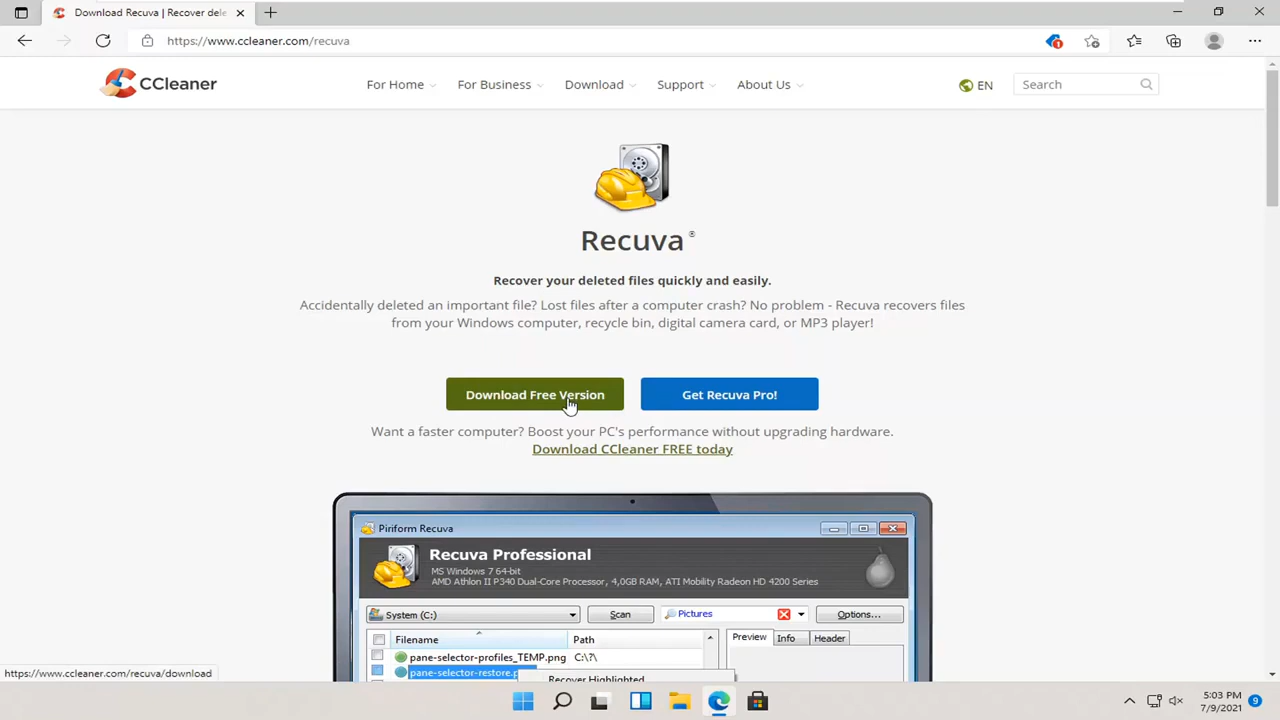 Download Recuva | Recover dele
https://www.ccleaner.com/recuva
1
CCleaner
For Home
For Business
Download
Support
About Us
EN
Search
Recuva®
Recover your deleted files quickly and easily.
Accidentally deleted an important file? Lost files after a computer crash? No problem - Recuva recovers files
from your Windows computer, recycle bin, digital camera card, or MP3 player!
Download Free Version
Get Recuva Pro!
Want a faster computer? Boost your PC's performance without upgrading hardware.
Download CCleaner FREE today
Piriform Recuva
Recuva Professional
MS Windows 7 64-bit
AMD Athlon II P340 Dual-Core Processor, 4,0GB RAM, ATI Mobility Radeon HD 4200 Series
System (C:)
Scan
Pictures
Options...
Filename
Path
Preview
Info
Header
pane-selector-profiles_TEMP.png
C:\?\
pane-selector-restore.p
Recover Highlighted
https://www.ccleaner.com/recuva/download
5:03 PM
7/9/2021
9